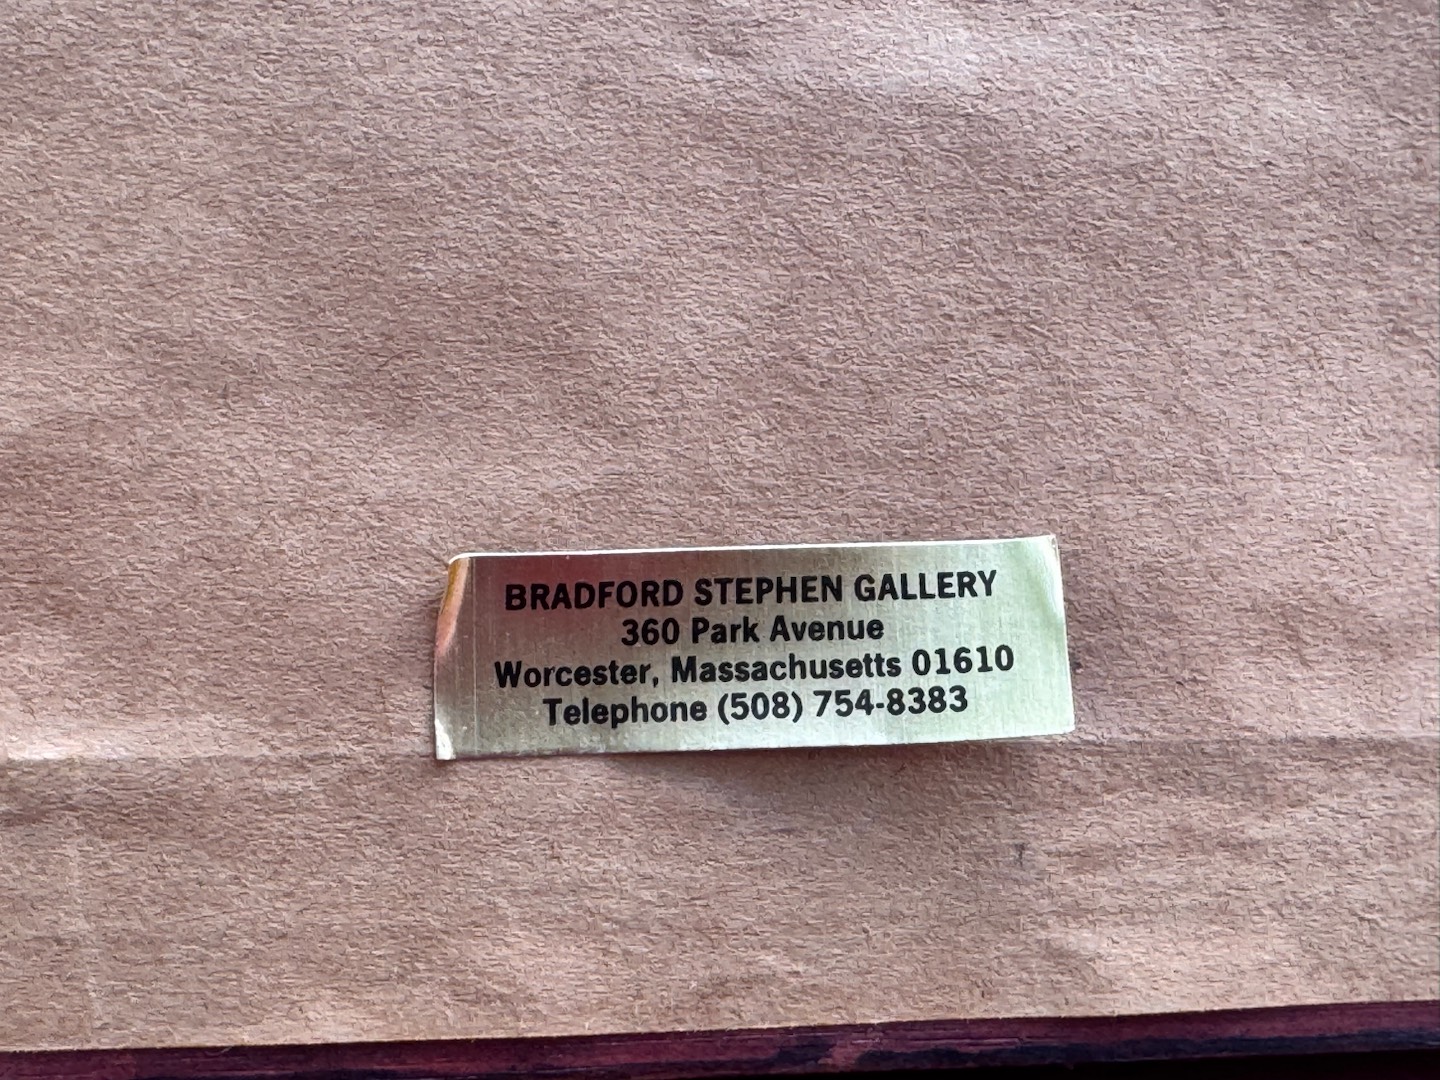 BRADFORD STEPHEN GALLERY
360 Park Avenue
Worcester, Massachusetts 01610
Telephone (508) 754-8383